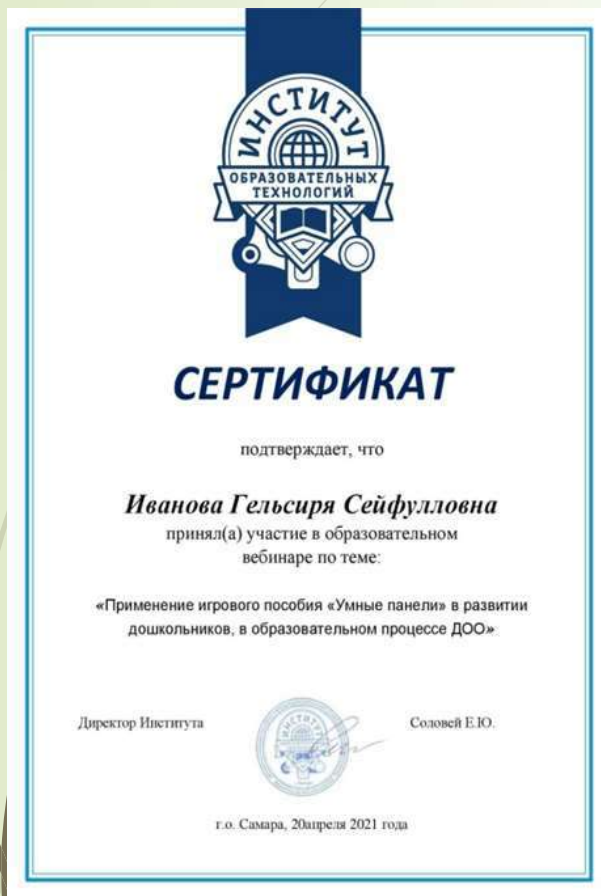 ИНСТИТУТ
ОБРАЗОВАТЕЛЬНЫХ
ТЕХНОЛОГИЙ
СЕРТИФИКАТ
подтверждает, что
Иванова Гельсиря Сейфулловна
принял(а) участие в образовательном
вебинаре по теме:
«Применение игрового пособия «Умные панели» в развитии
дошкольников, в образовательном процессе ДОО»
Директор Института
ИНСТИТУТ
Соловей Е.Ю.
г.о. Самара, 20апреля 2021 года